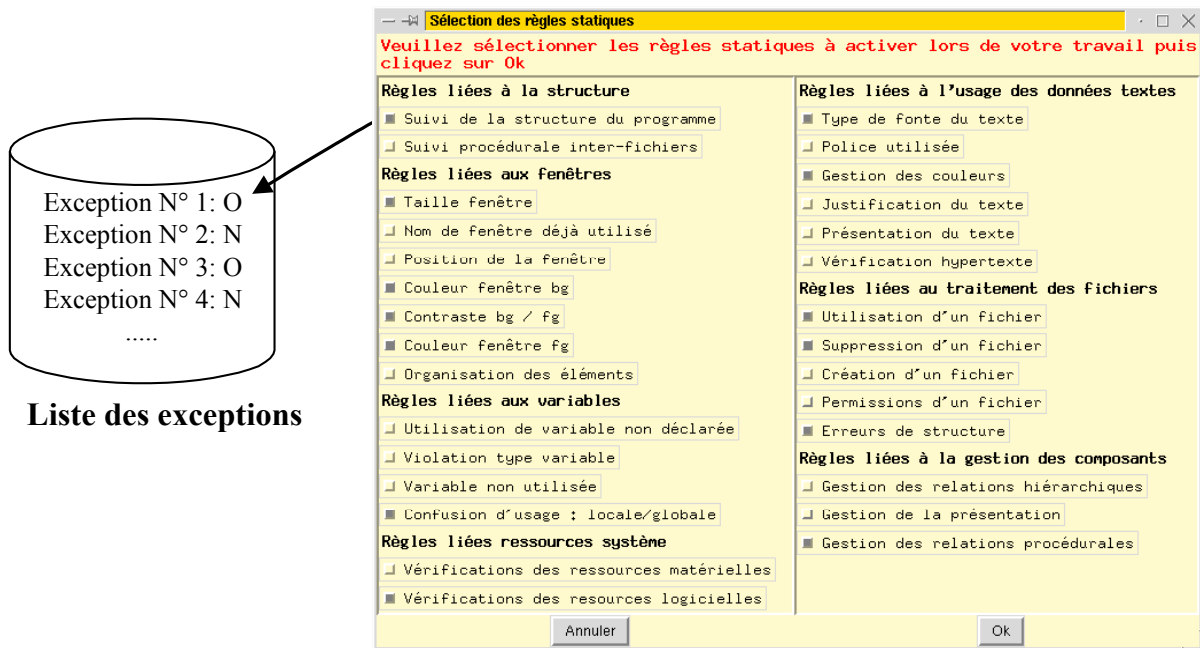 Exception N° 1: O
Exception N° 2: N
Exception N° 3: O
Exception N° 4: N
.....
Liste des exceptions
Sélection des règles statiques
Veuillez sélectionner les règles statiques à activer lors de votre travail puis
cliquez sur Ok
Règles liées à la structure
Suivi de la structure du programme
Suivi procédurale inter-fichiers
Règles liées aux fenêtres
Taille fenêtre
Nom de fenêtre déjà utilisé
Position de la fenêtre
Couleur fenêtre bg
Contraste bg / fg
Couleur fenêtre fg
Organisation des éléments
Règles liées aux variables
Utilisation de variable non déclarée
Violation type variable
Variable non utilisée
Confusion d'usage : locale/globale
Règles liées ressources système
Vérifications des ressources matérielles
Vérifications des resources logicielles
Règles liées à l'usage des données textes
Type de fonte du texte
Police utilisée
Gestion des couleurs
Justification du texte
Présentation du texte
Vérification hypertexte
Règles liées au traitement des fichiers
Utilisation d'un fichier
Suppression d'un fichier
Création d'un fichier
Permissions d'un fichier
Erreurs de structure
Règles liées à la gestion des composants
Gestion des relations hiérarchiques
Gestion de la présentation
Gestion des relations procédurales
Annuler
Ok